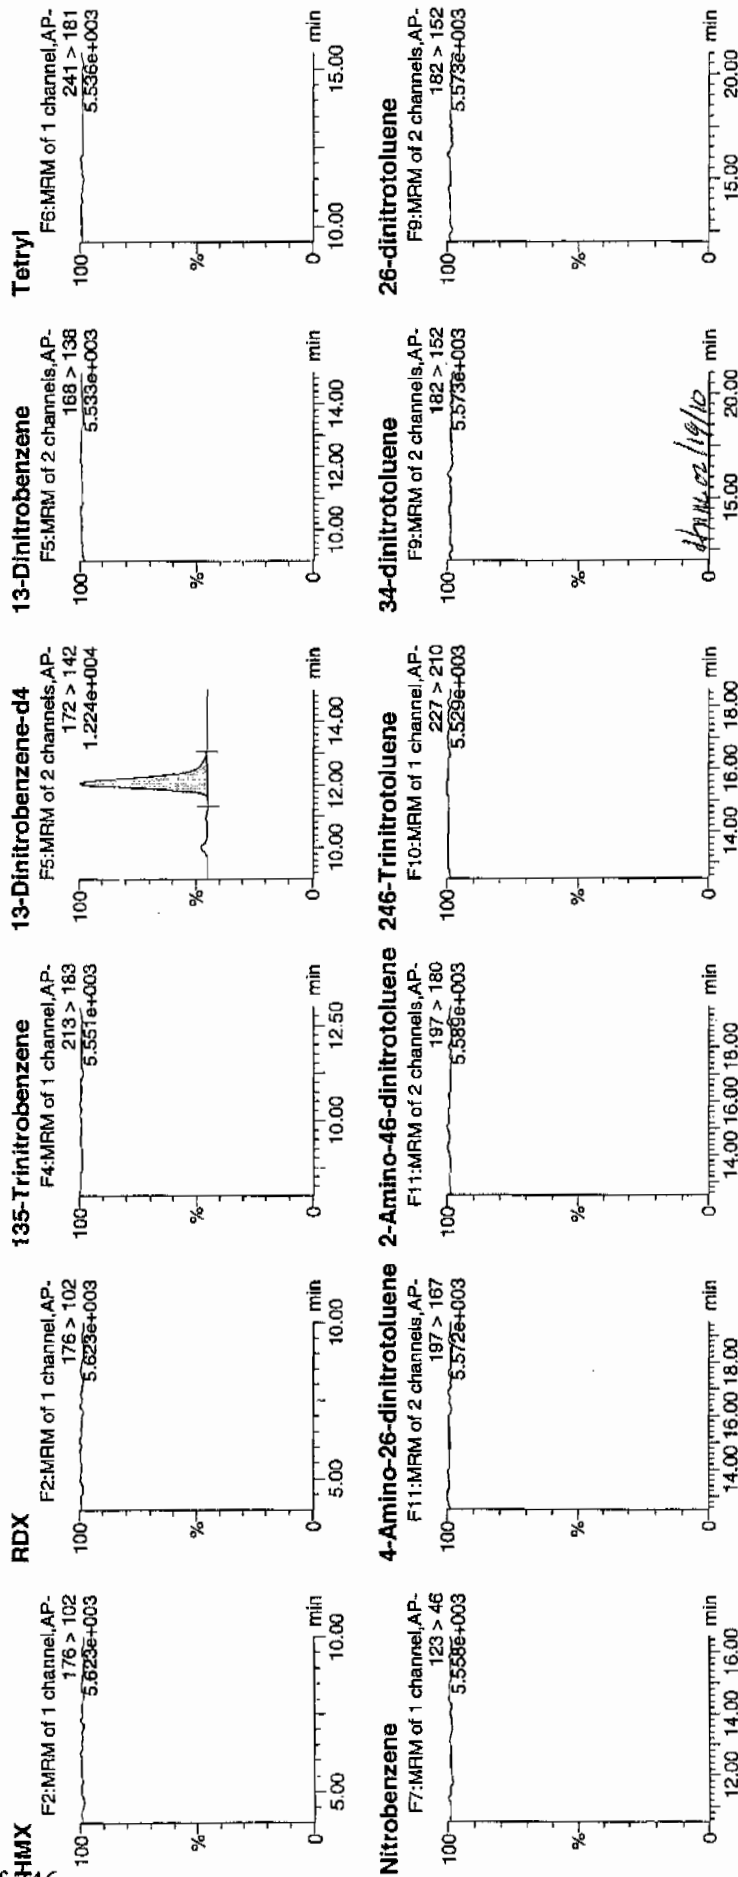 HMX
F2:MRM of 1 channel,AP-
176 > 102
5.623e+003
100
%
0
5.00 10.00 min
RDX
F2:MRM of 1 channel,AP-
176 > 102
5.623e+003
100
%
0
5.00 10.00 min
135-Trinitrobenzene
F4:MRM of 1 channel,AP-
213 > 183
5.551e+003
100
%
0
10.00 12.50 min
13-Dinitrobenzene-d4
F5:MRM of 2 channels,AP-
172 > 142
1.224e+004
100
%
0
10.00 12.00 14.00 min
13-Dinitrobenzene
F5:MRM of 2 channels,AP-
168 > 138
5.533e+003
100
%
0
10.00 12.00 14.00 min
Tetryl
F6:MRM of 1 channel,AP-
241 > 181
5.536e+003
100
%
0
10.00 15.00 min
Nitrobenzene
F7:MRM of 1 channel,AP-
123 > 46
5.558e+003
100
%
0
12.00 14.00 16.00 min
4-Amino-26-dinitrotoluene
F11:MRM of 2 channels,AP-
197 > 167
5.572e+003
100
%
0
14.00 16.00 18.00 min
2-Amino-46-dinitrotoluene
F11:MRM of 2 channels,AP-
197 > 180
5.589e+003
100
%
0
14.00 16.00 18.00 min
246-Trinitrotoluene
F10:MRM of 1 channel,AP-
227 > 210
5.529e+003
100
%
0
14.00 16.00 18.00 min
34-dinitrotoluene
F9:MRM of 2 channels,AP-
182 > 152
5.573e+003
100
%
0
15.00 20.00 min
02/19/10
26-dinitrotoluene
F9:MRM of 2 channels,AP-
182 > 152
5.573e+003
100
%
0
15.00 20.00 min